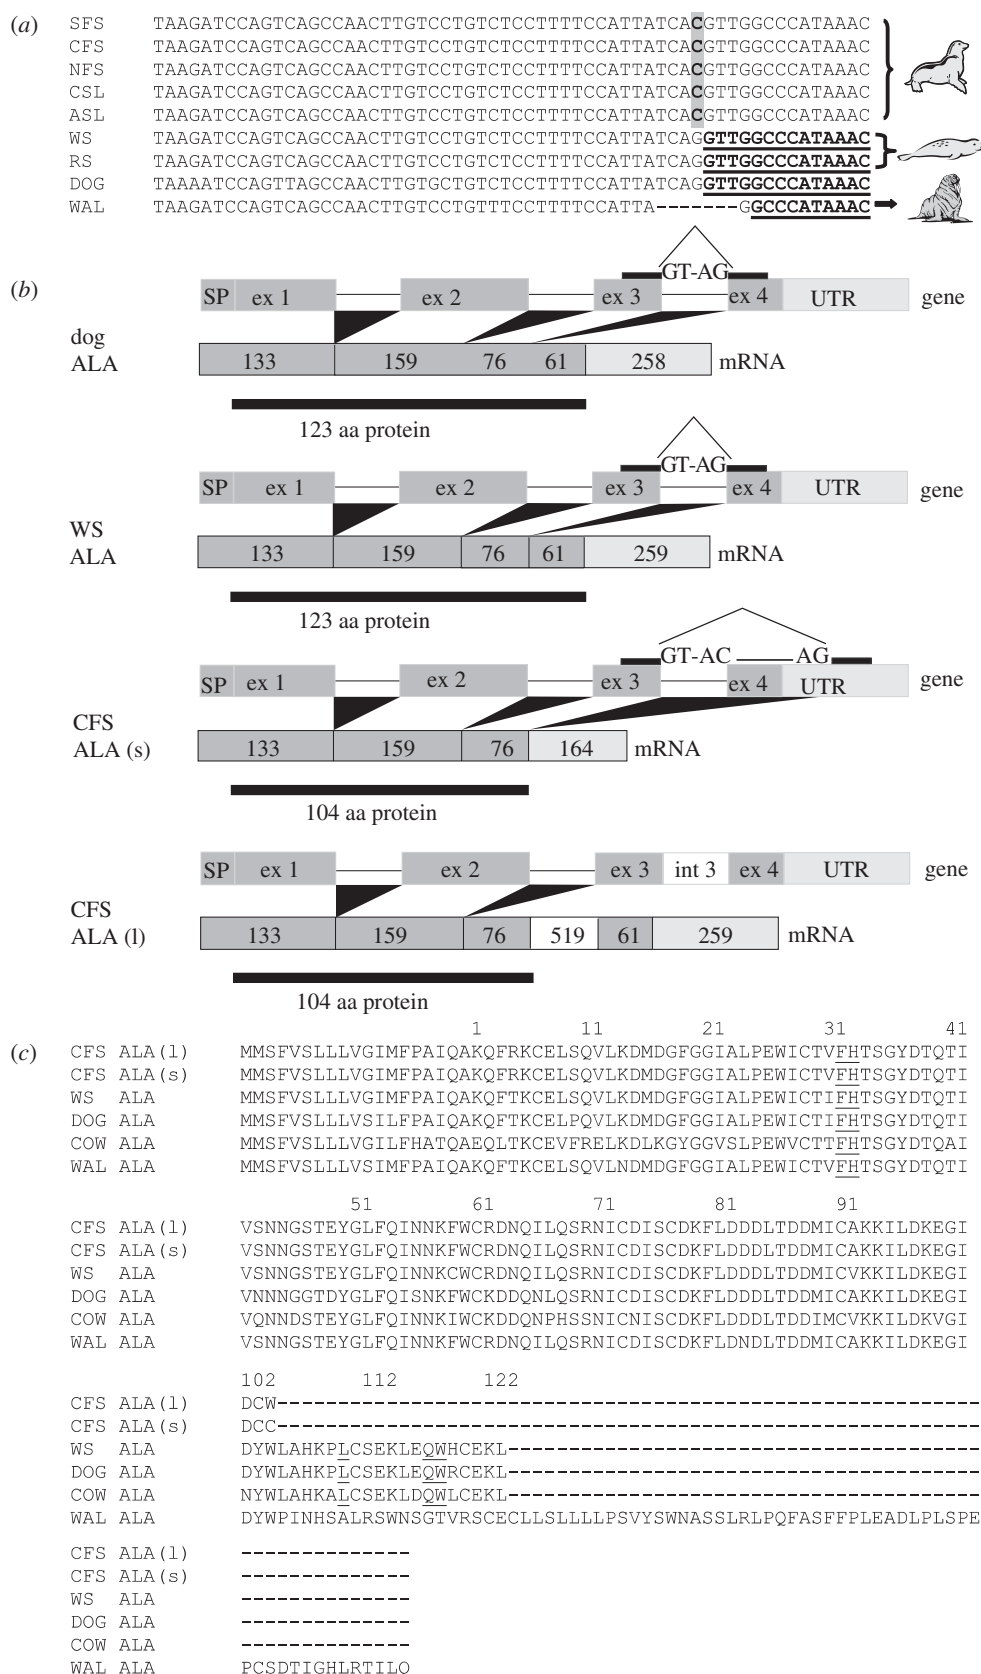 (a)
SFS TAAGATCCAGTCAGCCAACTTGTCCTGTCTCCTTTTCCATTATCACGTTGGCCCATAAAC
CFS TAAGATCCAGTCAGCCAACTTGTCCTGTCTCCTTTTCCATTATCACGTTGGCCCATAAAC
NFS TAAGATCCAGTCAGCCAACTTGTCCTGTCTCCTTTTCCATTATCACGTTGGCCCATAAAC
CSL TAAGATCCAGTCAGCCAACTTGTCCTGTCTCCTTTTCCATTATCACGTTGGCCCATAAAC
ASL TAAGATCCAGTCAGCCAACTTGTCCTGTCTCCTTTTCCATTATCACGTTGGCCCATAAAC
WS TAAGATCCAGTCAGCCAACTTGTCCTGTCTCCTTTTCCATTATCAGGTTGGCCCATAAAC
RS TAAGATCCAGTCAGCCAACTTGTCCTGTCTCCTTTTCCATTATCAGGTTGGCCCATAAAC
DOG TAAAATCCAGTTAGCCAACTTGTGCTGTCTCCTTTTCCATTATCAGGTTGGCCCATAAAC
WAL TAAGATCCAGTCAGCCAACTTGTCCTGTTTCCTTTTCCATTA-------GGCCCATAAAC
(b)
GT-AG
SP ex 1 ex 2 ex 3 ex 4 UTR gene
dog
ALA
133 159 76 61 258 mRNA
123 aa protein
GT-AG
SP ex 1 ex 2 ex 3 ex 4 UTR gene
WS
ALA
133 159 76 61 259 mRNA
123 aa protein
GT-AC AG
SP ex 1 ex 2 ex 3 ex 4 UTR gene
CFS
ALA (s)
133 159 76 164 mRNA
104 aa protein
SP ex 1 ex 2 ex 3 int 3 ex 4 UTR gene
CFS
ALA (l)
133 159 76 519 61 259 mRNA
104 aa protein
(c)
1 11 21 31 41
CFS ALA(l) MMSFVSLLLVGIMFPAIQAKQFRKCELSQVLKDMDGFGGIALPEWICTVFHTSGYDTQTI
CFS ALA(s) MMSFVSLLLVGIMFPAIQAKQFRKCELSQVLKDMDGFGGIALPEWICTVFHTSGYDTQTI
WS ALA MMSFVSLLLVGIMFPAIQAKQFTKCELSQVLKDMDGFGGIALPEWICTIFHTSGYDTQTI
DOG ALA MMSFVSLLLVSILFPAIQAKQFTKCELPQVLKDMDGFGGIALPEWICTIFHTSGYDTQTI
COW ALA MMSFVSLLLVGILFHATQAEQLTKCEVFRELKDLKGYGGVSLPEWVCTTFHTSGYDTQAI
WAL ALA MMSFVSLLLVSIMFPAIQAKQFTKCELSQVLNDMDGFGGIALPEWICTVFHTSGYDTQTI
51 61 71 81 91
CFS ALA(l) VSNNGSTEYGLFQINNKFWCRDNQILQSRNICDISCDKFLDDDLTDDMICAKKILDKEGI
CFS ALA(s) VSNNGSTEYGLFQINNKFWCRDNQILQSRNICDISCDKFLDDDLTDDMICAKKILDKEGI
WS ALA VSNNGSTEYGLFQINNKCWCRDNQILQSRNICDISCDKFLDDDLTDDMICVKKILDKEGI
DOG ALA VNNNGGTDYGLFQISNKFWCKDDQNLQSRNICDISCDKFLDDDLTDDMICAKKILDKEGI
COW ALA VQNNDSTEYGLFQINNKIWCKDDQNPHSSNICNISCDKFLDDDLTDDIMCVKKILDKVGI
WAL ALA VSNNGSTEYGLFQINNKFWCRDNQILQSRNICDISCDKFLDNDLTDDMICAKKILDKEGI
102 112 122
CFS ALA(l) DCW----------------------------------------------------------
CFS ALA(s) DCC----------------------------------------------------------
WS ALA DYWLAHKPLCSEKLEQWHCEKL---------------------------------------
DOG ALA DYWLAHKPLCSEKLEQWRCEKL---------------------------------------
COW ALA NYWLAHKALCSEKLDQWLCEKL---------------------------------------
WAL ALA DYWPINHSALRSWNSGTVRSCECLLSLLLLPSVYSWNASSLRLPQFASFFPLEADLPLSPE
CFS ALA(l) --------------
CFS ALA(s) --------------
WS ALA --------------
DOG ALA --------------
COW ALA --------------
WAL ALA PCSDTIGHLRTILQ